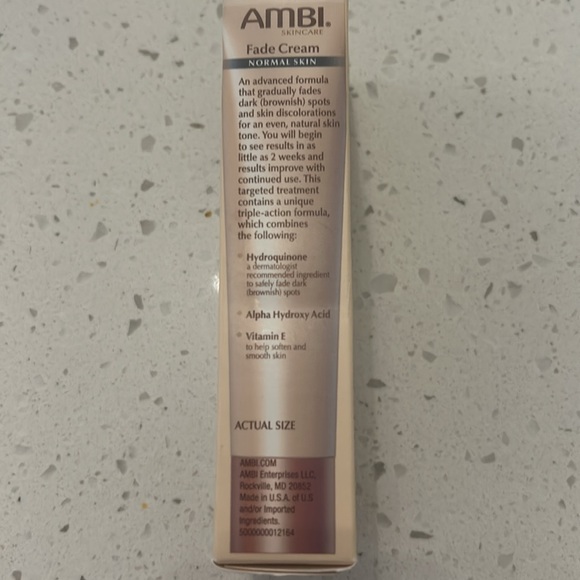 AMBI.
SKINCARE
Fade Cream
NORMAL SKIN
An advanced formula
that gradually fades
dark (brownish) spots
and skin discolorations
for an even, natural skin
tone. You will begin
to see results in as
little as 2 weeks and
results improve with
continued use. This
targeted treatment
contains a unique
triple-action formula,
which combines
the following:
Hydroquinone
a dermatologist
recommended ingredient
to safely fade dark
(brownish) spots
Alpha Hydroxy Acid
Vitamin E
to help soften and
smooth skin
ACTUAL SIZE
AMBI.COM
AMBI Enterprises LLC
Rockville, MD 20852
Made in U.S.A. of U.S
and/or Imported
Ingredients.
5000000012164